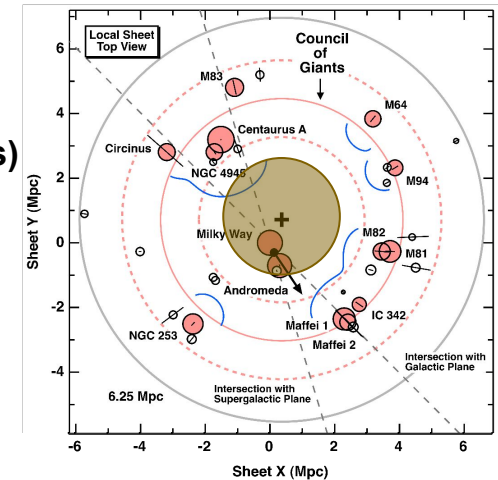 Local Sheet
Top View
Council
of
Giants
M83
M64
Centaurus A
Circinus
NGC 4945
M94
s)
Milky Way
M82
M81
Andromeda
IC 342
Maffei 1
Maffei 2
NGC 253
Intersection with
Galactic Plane
Intersection with
Supergalactic Plane
6.25 Mpc
Sheet Y (Mpc)
6
4
2
0
-2
-4
-6 -4 -2 0 2 4 6
Sheet X (Mpc)